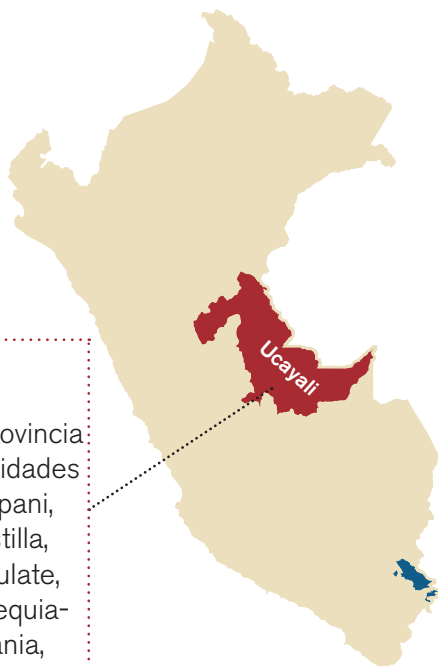 Ucayali
ovincia
idades
pani,
tilla,
ulate,
equia-
ania,